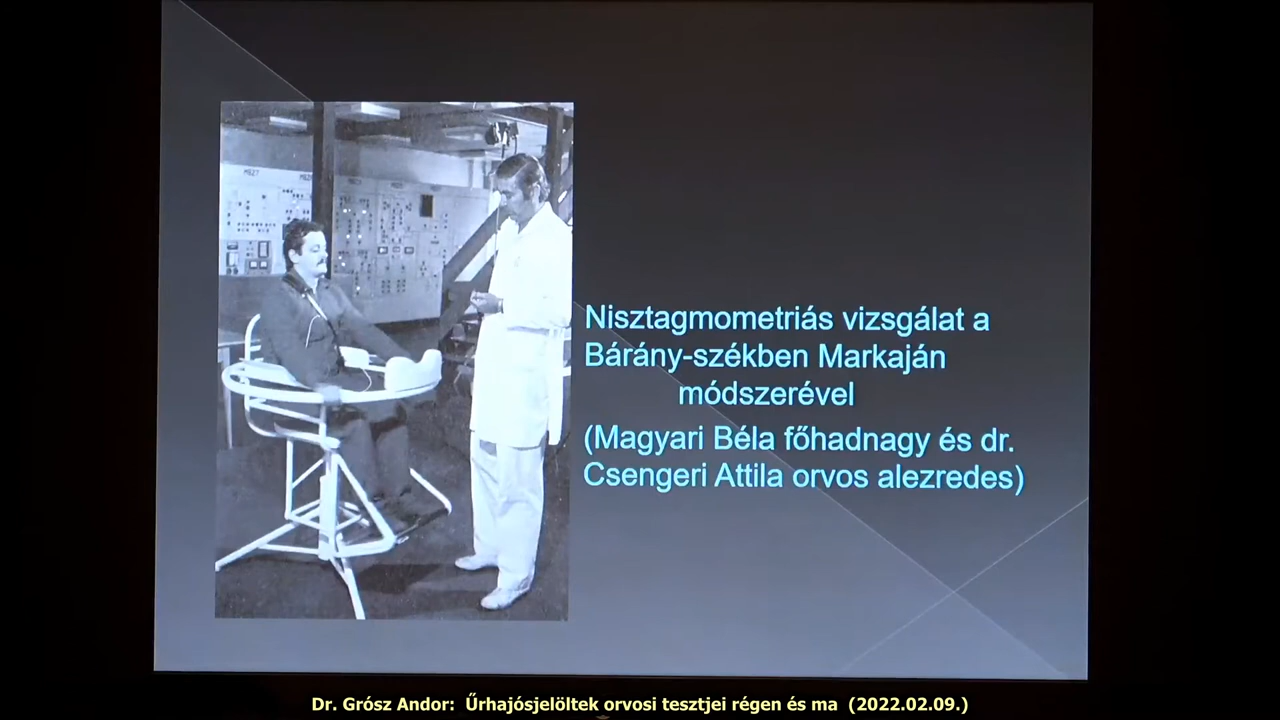 Nisztagmometriás vizsgálat a
Bárány-székben Markaján
módszerével
(Magyari Béla főhadnagy és dr.
Csengeri Attila orvos alezredes)
Dr. Grósz Andor: Űrhajósjelöltek orvosi tesztjei régen és ma (2022.02.09.)